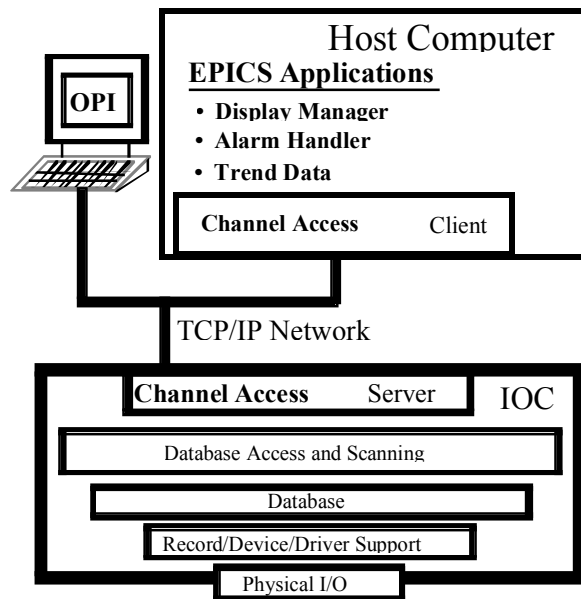 Host Computer
EPICS Applications
OPI
• Display Manager
• Alarm Handler
• Trend Data
Channel Access Client
TCP/IP Network
Channel Access Server
IOC
Database Access and Scanning
Database
Record/Device/Driver Support
Physical I/O